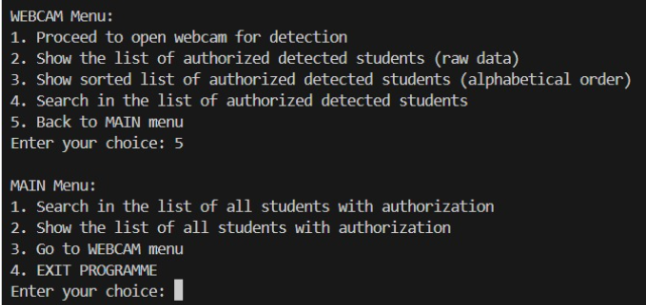 WEBCAM Menu:
1. Proceed to open webcam for detection
2. Show the list of authorized detected students (raw data)
3. Show sorted list of authorized detected students (alphabetical order)
4. Search in the list of authorized detected students
5. Back to MAIN menu
Enter your choice: 5
MAIN Menu:
1. Search in the list of all students with authorization
2. Show the list of all students with authorization
3. Go to WEBCAM menu
4. EXIT PROGRAMME
Enter your choice: